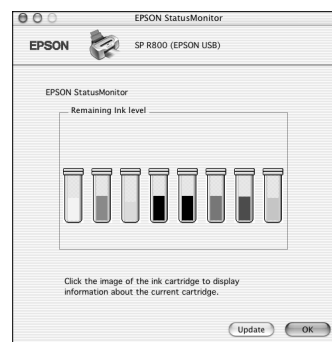 EPSON StatusMonitor
EPSON
SP R800 (EPSON USB)
EPSON StatusMonitor
Remaining Ink level
Click the image of the ink cartridge to display
information about the current cartridge.
Update
OK